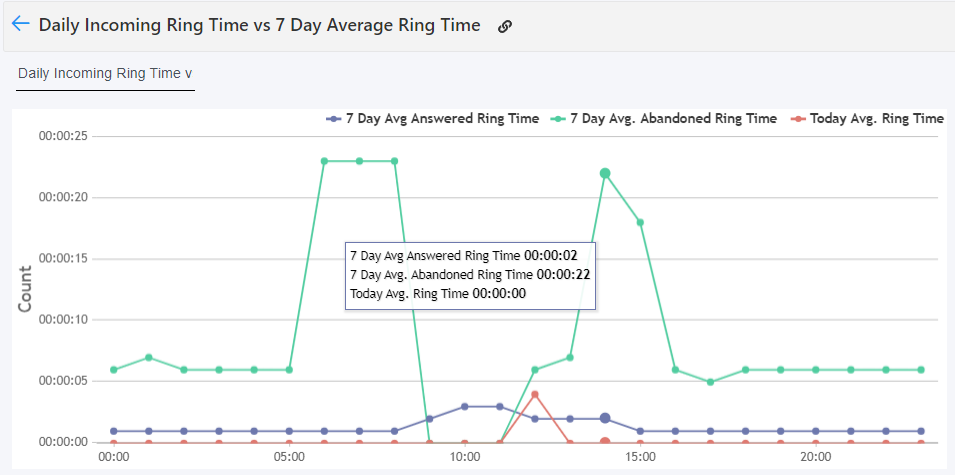 Daily Incoming Ring Time vs 7 Day Average Ring Time
Daily Incoming Ring Time v
7 Day Avg Answered Ring Time 7 Day Avg. Abandoned Ring Time Today Avg. Ring Time
00:00:25
00:00:20
00:00:15
00:00:10
00:00:05
00:00:00
Count
7 Day Avg Answered Ring Time 00:00:02
7 Day Avg. Abandoned Ring Time 00:00:22
Today Avg. Ring Time 00:00:00
00:00 05:00 10:00 15:00 20:00